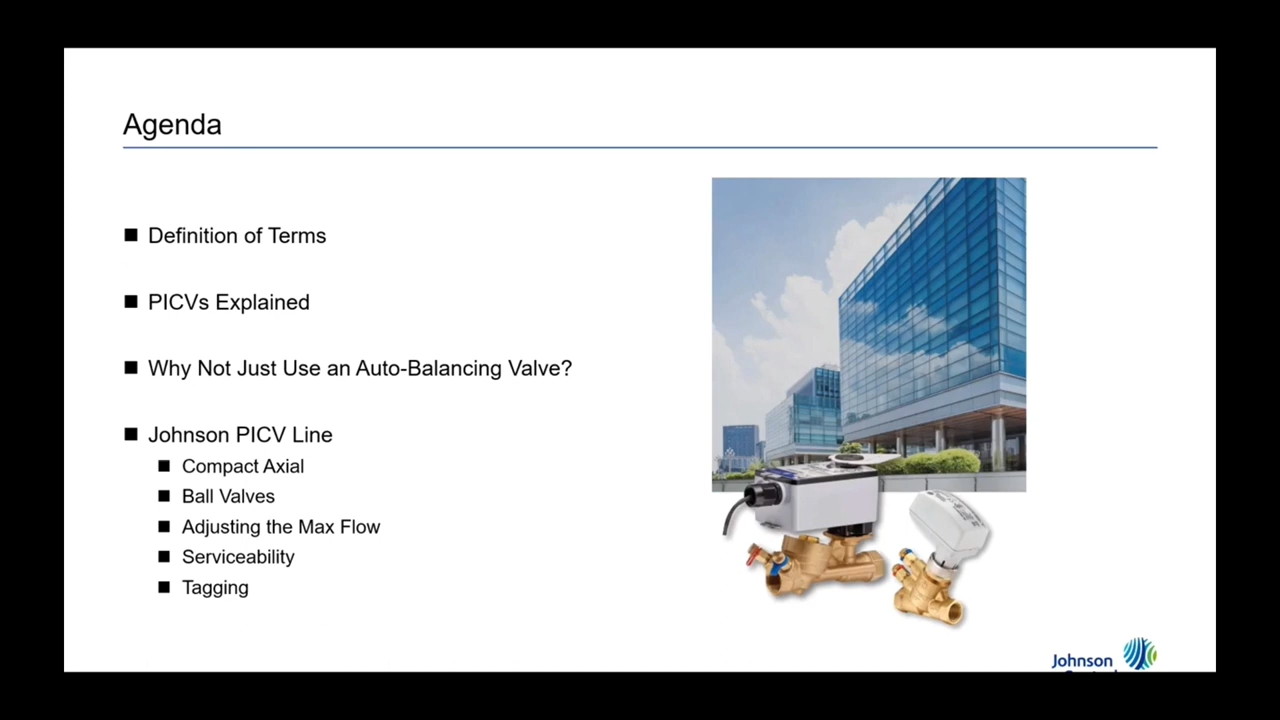 Agenda
Definition of Terms
PICVs Explained
Why Not Just Use an Auto-Balancing Valve?
Johnson PICV Line
Compact Axial
Ball Valves
Adjusting the Max Flow
Serviceability
Tagging
Johnson